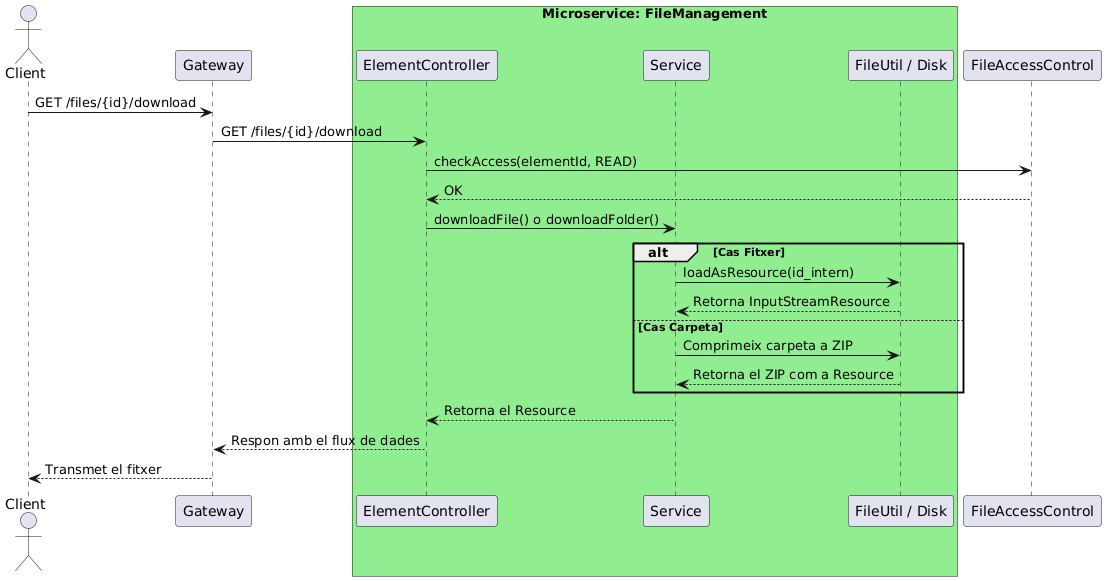 Microservice: FileManagement
Client
Gateway
ElementController
Service
FileUtil / Disk
FileAccessControl
GET /files/{id}/download
GET /files/{id}/download
checkAccess(elementId, READ)
OK
downloadFile() o downloadFolder()
alt [Cas Fitxer]
loadAsResource(id_intern)
Retorna InputStreamResource
[Cas Carpeta]
Comprimeix carpeta a ZIP
Retorna el ZIP com a Resource
Retorna el Resource
Respon amb el flux de dades
Transmet el fitxer
Client
Gateway
ElementController
Service
FileUtil / Disk
FileAccessControl